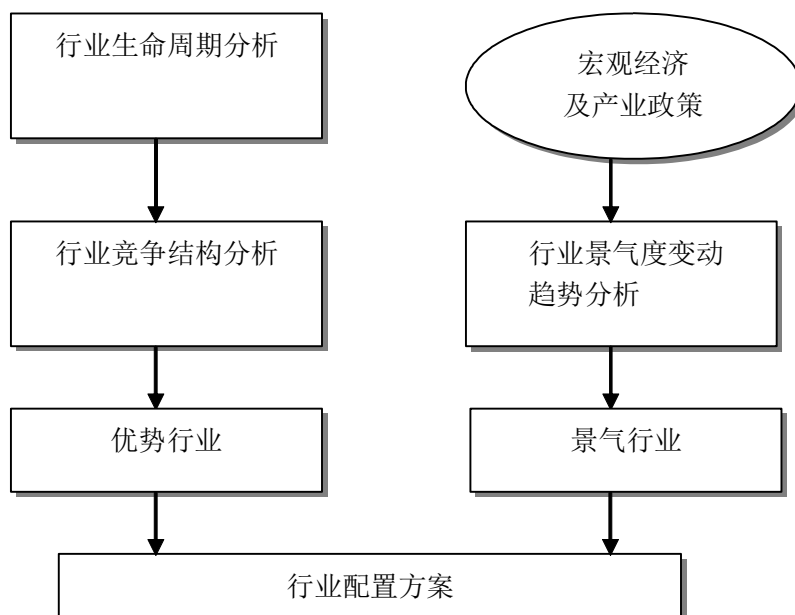 行业生命周期分析
宏观经济
及产业政策
行业竞争结构分析
行业景气度变动
趋势分析
优势行业
景气行业
行业配置方案